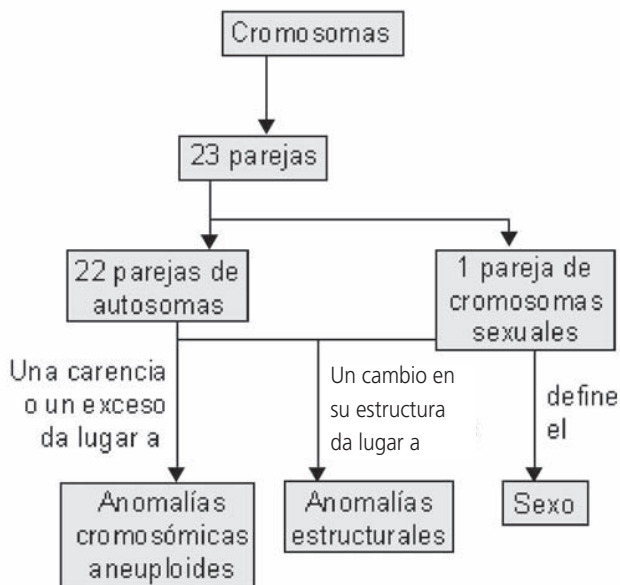 Cromosomas
23 parejas
22 parejas de
autosomas
1 pareja de
cromosomas
sexuales
Una carencia
o un exceso
da lugar a
Un cambio en
su estructura
da lugar a
define
el
Anomalías
cromosómicas
aneuploides
Anomalías
estructurales
Sexo